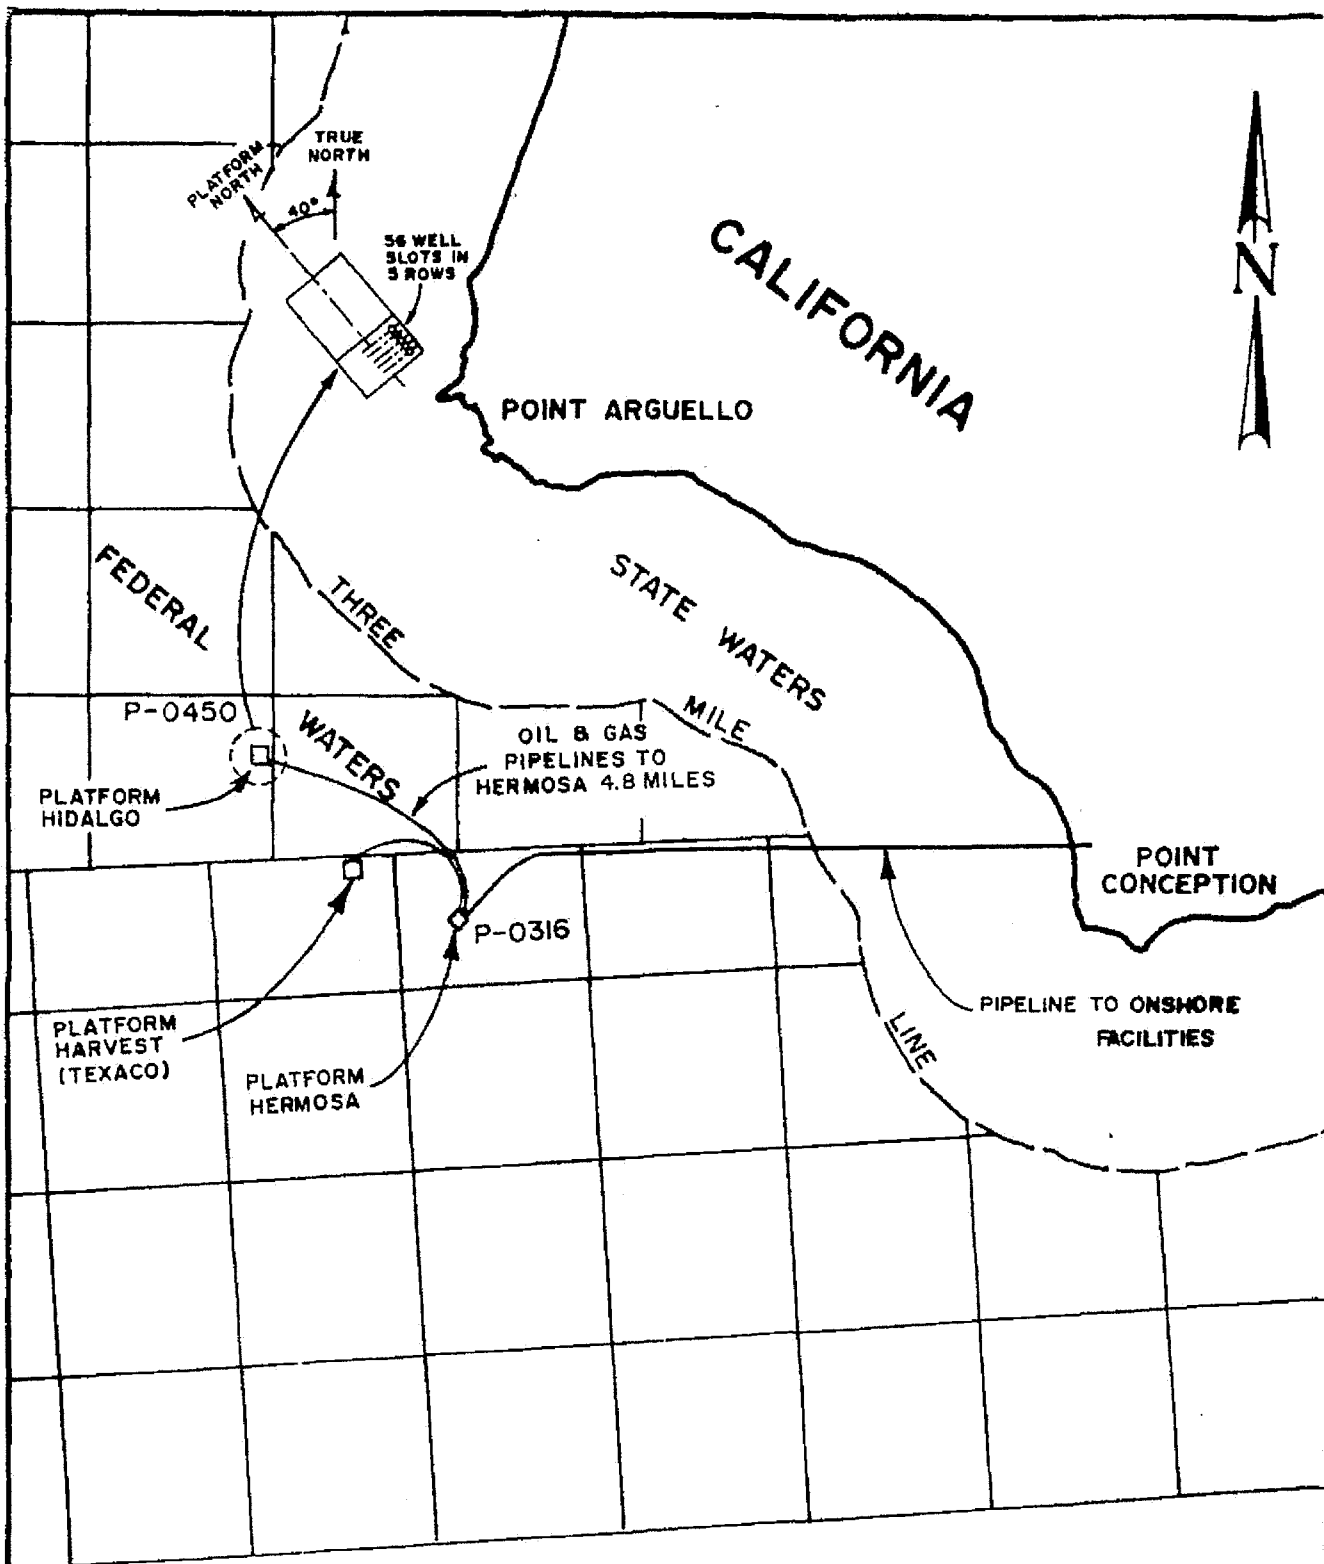 TRUE
NORTH
PLATFORM
NORTH
40°
56 WELL
SLOTS IN
5 ROWS
N
CALIFORNIA
POINT ARGUELLO
FEDERAL
WATERS
THREE
MILE
LINE
STATE WATERS
P-0450
OIL & GAS
PIPELINES TO
HERMOSA 4.8 MILES
PLATFORM
HIDALGO
POINT
CONCEPTION
P-0316
PIPELINE TO ONSHORE
FACILITIES
PLATFORM
HARVEST
(TEXACO)
PLATFORM
HERMOSA